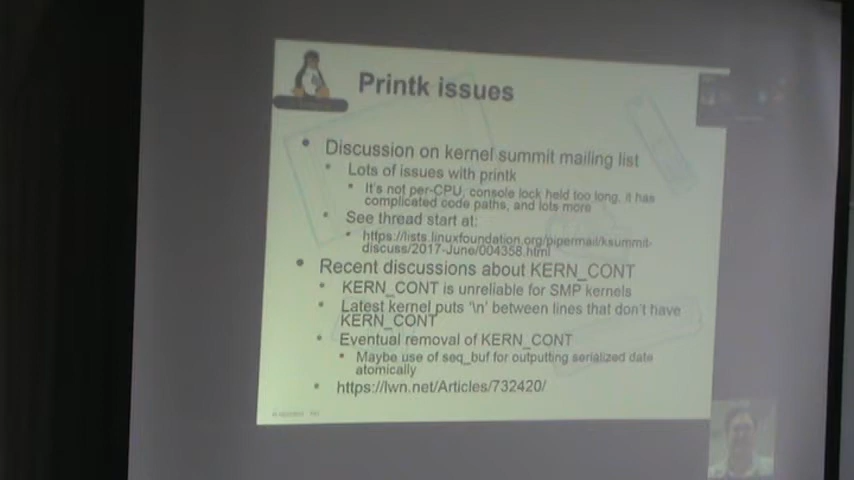 Printk issues
• Discussion on kernel summit mailing list
• Lots of issues with printk
• It's not per-CPU, console lock held too long, it has
complicated code paths, and lots more
• See thread start at:
• https://lists.linuxfoundation.org/pipermail/ksummit-
discuss/2017-June/004358.html
• Recent discussions about KERN_CONT
• KERN_CONT is unreliable for SMP kernels
• Latest kernel puts '\n' between lines that don't have
KERN_CONT
• Eventual removal of KERN_CONT
• Maybe use of seq_buf for outputting serialized data
atomically
• https://lwn.net/Articles/732420/